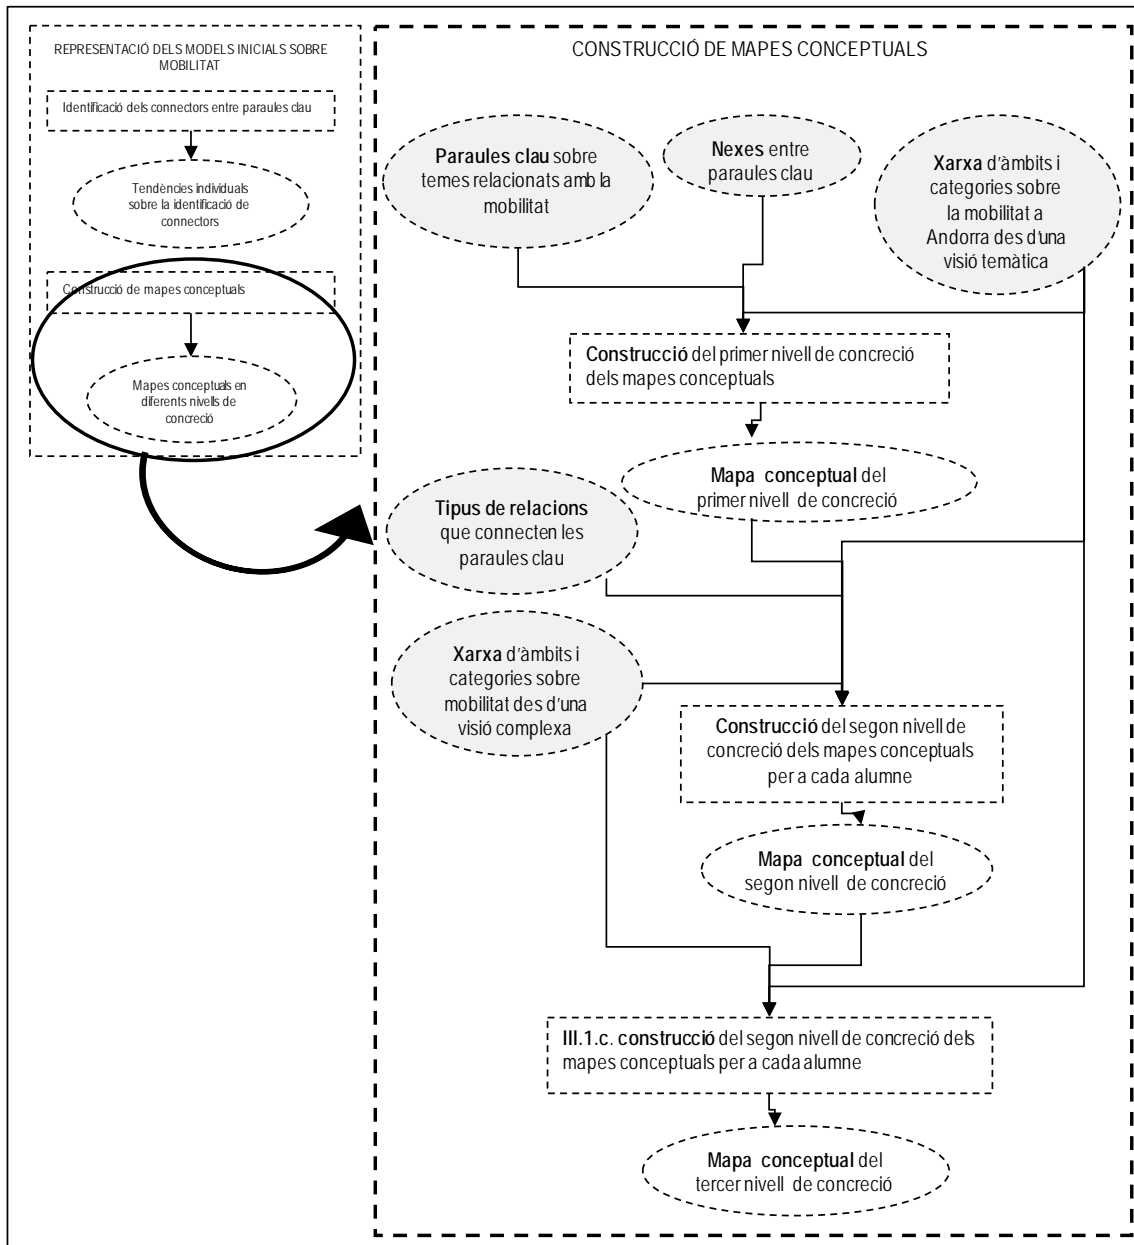 REPRESENTACIÓ DELS MODELS INICIALS SOBRE
MOBILITAT
Identificació dels connectors entre paraules clau
Tendències individuals
sobre la identificació de
connectors
Construcció de mapes conceptuals
Mapes conceptuals en
diferents nivells de
concreció
CONSTRUCCIÓ DE MAPES CONCEPTUALS
Paraules clau sobre
temes relacionats amb la
mobilitat
Nexes entre
paraules clau
Xarxa d'àmbits i
categories sobre
la mobilitat a
Andorra des d'una
visió temàtica
Construcció del primer nivell de concreció
dels mapes conceptuals
Mapa conceptual del
primer nivell de concreció
Tipus de relacions
que connecten les
paraules clau
Xarxa d'àmbits i
categories sobre
mobilitat des d'una
visió complexa
Construcció del segon nivell de
concreció dels mapes conceptuals
per a cada alumne
Mapa conceptual del
segon nivell de concreció
III.1.c. construcció del segon nivell de concreció dels
mapes conceptuals per a cada alumne
Mapa conceptual del
tercer nivell de concreció